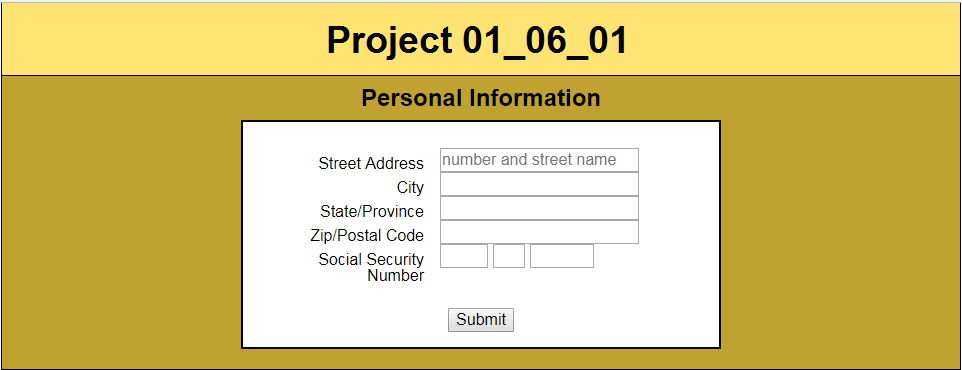 Project 01_06_01
Personal Information
Street Address number and street name
City
State/Province
Zip/Postal Code
Social Security
Number
Submit